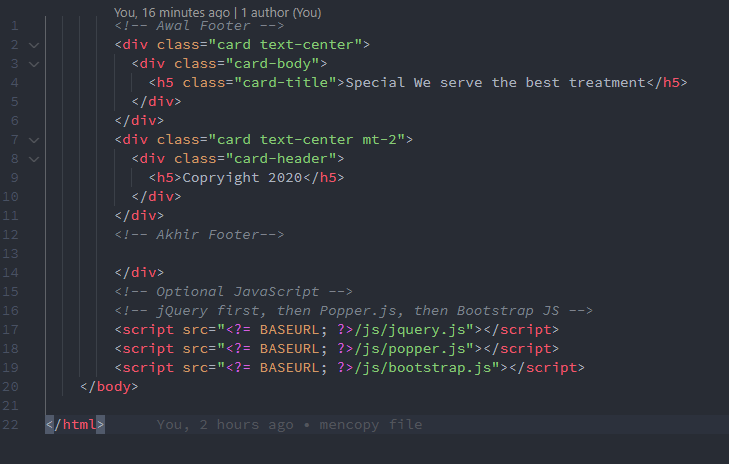 You, 16 minutes ago | 1 author (You)
1 <!-- Awal Footer -->
2 <div class="card text-center">
3 <div class="card-body">
4 <h5 class="card-title">Special We serve the best treatment</h5>
5 </div>
6 </div>
7 <div class="card text-center mt-2">
8 <div class="card-header">
9 <h5>Copryight 2020</h5>
10 </div>
11 </div>
12 <!-- Akhir Footer-->
13
14 </div>
15 <!-- Optional JavaScript -->
16 <!-- jQuery first, then Popper.js, then Bootstrap JS -->
17 <script src="<?= BASEURL; ?>/js/jquery.js"></script>
18 <script src="<?= BASEURL; ?>/js/popper.js"></script>
19 <script src="<?= BASEURL; ?>/js/bootstrap.js"></script>
20 </body>
21
22 </html> You, 2 hours ago • mencopy file